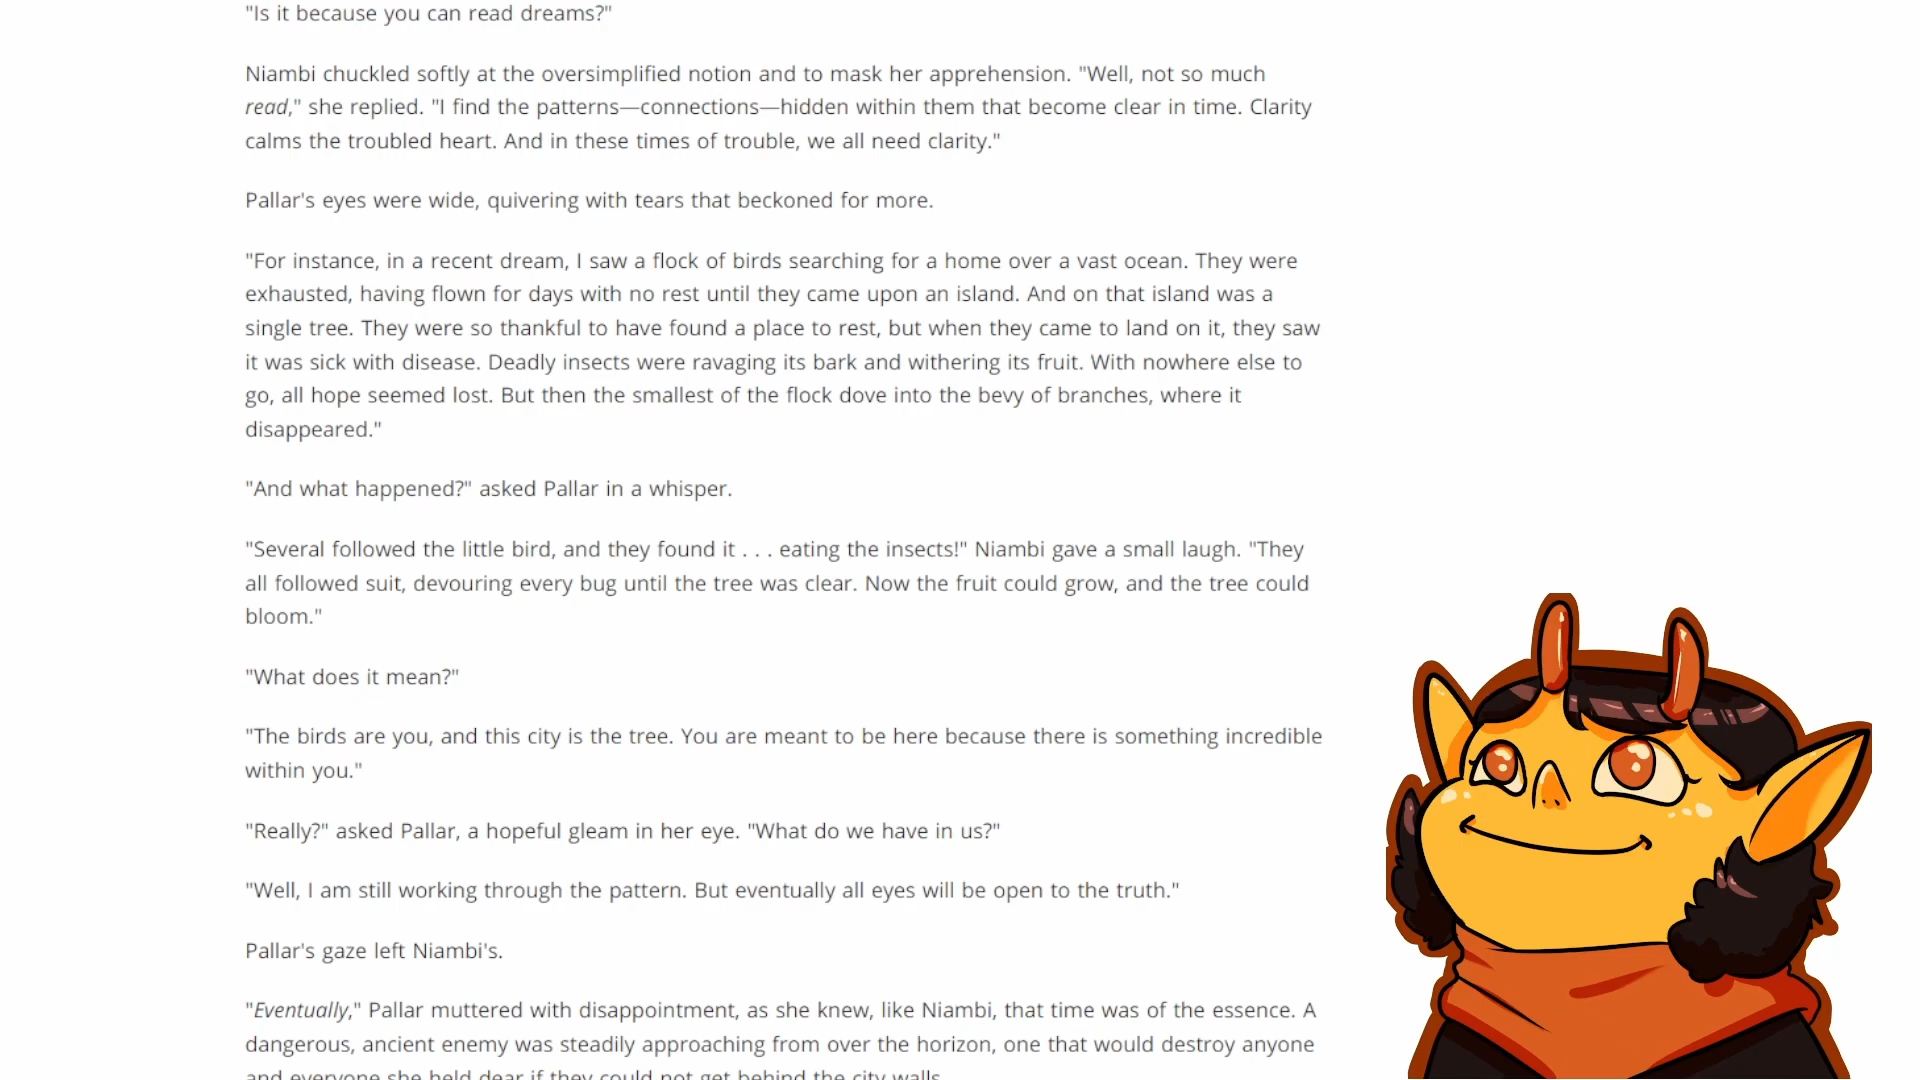 "Is it because you can read dreams?"
Niambi chuckled softly at the oversimplified notion and to mask her apprehension. "Well, not so much
read," she replied. "I find the patterns—connections—hidden within them that become clear in time. Clarity
calms the troubled heart. And in these times of trouble, we all need clarity."
Pallar's eyes were wide, quivering with tears that beckoned for more.
"For instance, in a recent dream, I saw a flock of birds searching for a home over a vast ocean. They were
exhausted, having flown for days with no rest until they came upon an island. And on that island was a
single tree. They were so thankful to have found a place to rest, but when they came to land on it, they saw
it was sick with disease. Deadly insects were ravaging its bark and withering its fruit. With nowhere else to
go, all hope seemed lost. But then the smallest of the flock dove into the bevy of branches, where it
disappeared."
"And what happened?" asked Pallar in a whisper.
"Several followed the little bird, and they found it . . . eating the insects!" Niambi gave a small laugh. "They
all followed suit, devouring every bug until the tree was clear. Now the fruit could grow, and the tree could
bloom."
"What does it mean?"
"The birds are you, and this city is the tree. You are meant to be here because there is something incredible
within you."
"Really?" asked Pallar, a hopeful gleam in her eye. "What do we have in us?"
"Well, I am still working through the pattern. But eventually all eyes will be open to the truth."
Pallar's gaze left Niambi's.
"Eventually," Pallar muttered with disappointment, as she knew, like Niambi, that time was of the essence. A
dangerous, ancient enemy was steadily approaching from over the horizon, one that would destroy anyone
and everyone she held dear if they could not get behind the city walls.